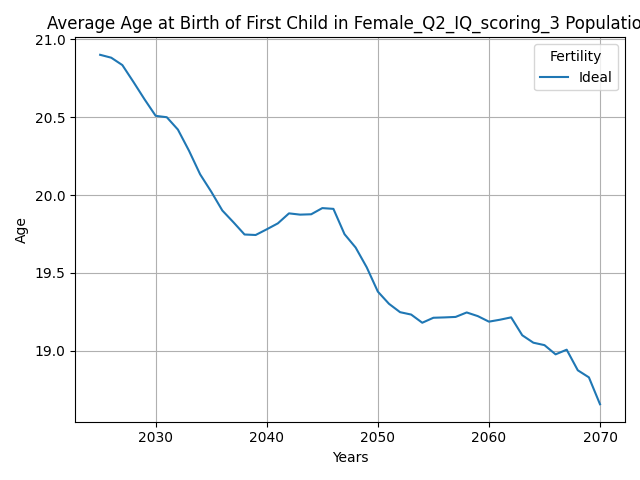 Average Age at Birth of First Child in Female_Q2_IQ_scoring_3 Populatio
21.0
20.5
20.0
19.5
19.0
Age
Fertility
Ideal
2030 2040 2050 2060 2070
Years